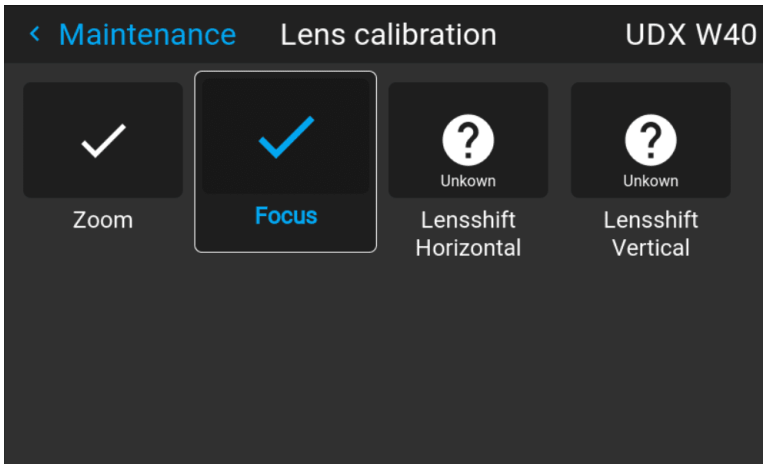 < Maintenance Lens calibration UDX W40
Unkown Unkown
Zoom Focus Lensshift Lensshift
Horizontal Vertical